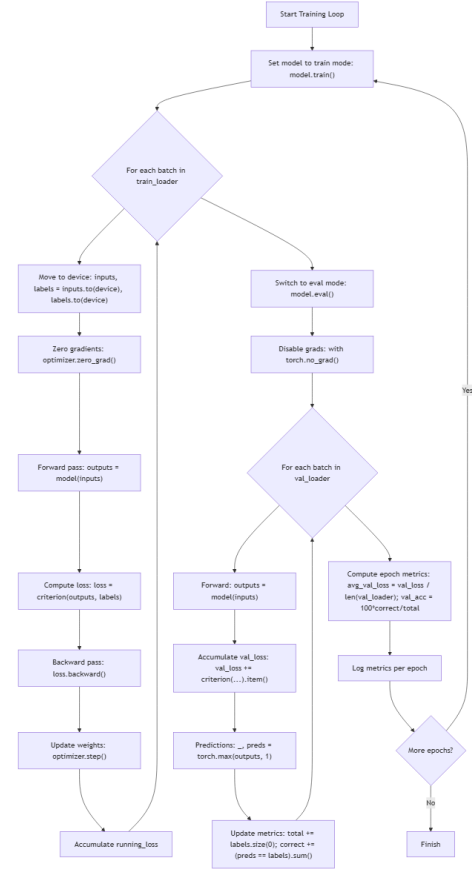 Start Training Loop
Set model to train mode:
model.train()
For each batch in
train_loader
Move to device: inputs,
labels = inputs.to(device),
labels.to(device)
Zero gradients:
optimizer.zero_grad()
Forward pass: outputs =
model(inputs)
Compute loss: loss =
criterion(outputs, labels)
Backward pass:
loss.backward()
Update weights:
optimizer.step()
Accumulate running_loss
Switch to eval mode:
model.eval()
Disable grads: with
torch.no_grad()
For each batch in
val_loader
Forward: outputs =
model(inputs)
Accumulate val_loss:
val_loss +=
criterion(...).item()
Predictions: _, preds =
torch.max(outputs, 1)
Update metrics: total +=
labels.size(0); correct +=
(preds == labels).sum()
Compute epoch metrics:
avg_val_loss = val_loss /
len(val_loader); val_acc =
100*correct/total
Log metrics per epoch
More epochs?
Yes
No
Finish